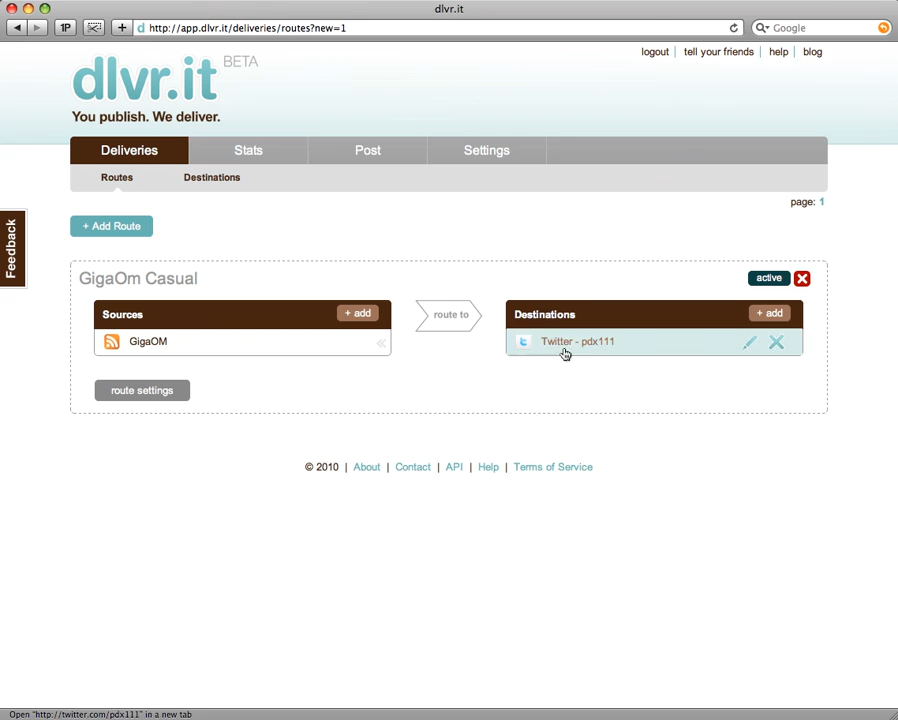 dlvr.it
1P
+
d http://app.dlvr.it/deliveries/routes?new=1
Google
logout | tell your friends | help | blog
dlvr.it BETA
You publish. We deliver.
Deliveries Stats Post Settings
Routes Destinations
page: 1
Feedback
+ Add Route
GigaOm Casual
active
Sources + add
route to
Destinations + add
GigaOM
«
Twitter - pdx111
route settings
© 2010 | About | Contact | API | Help | Terms of Service
Open "http://twitter.com/pdx111" in a new tab